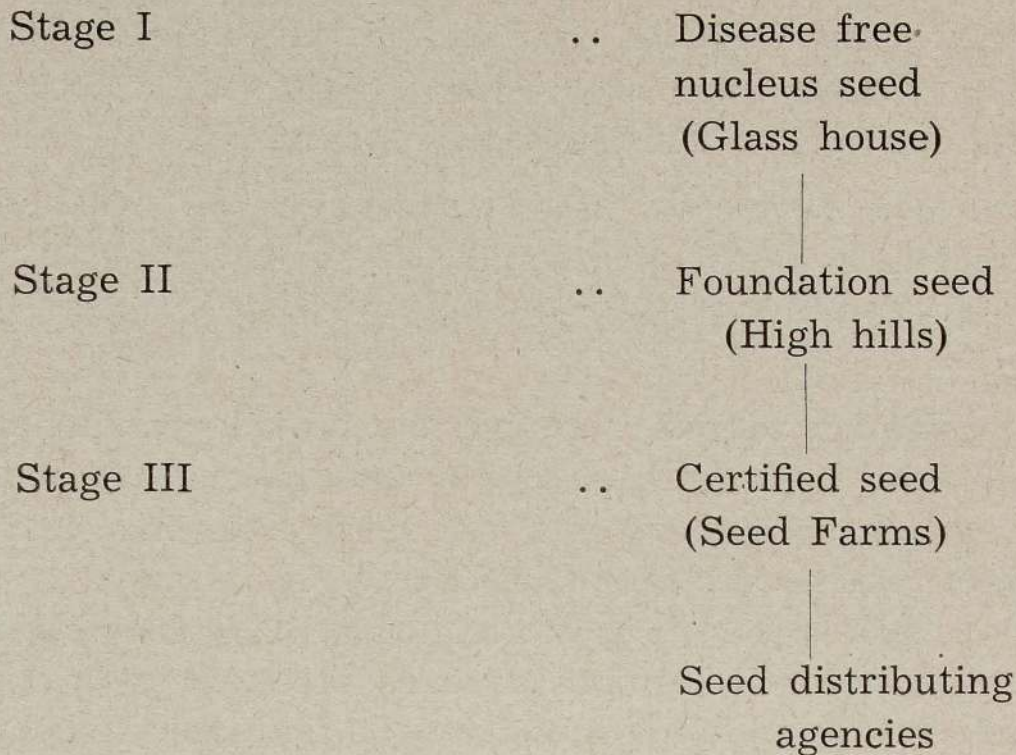 Stage I .. Disease free
nucleus seed
(Glass house)
Stage II .. Foundation seed
(High hills)
Stage III .. Certified seed
(Seed Farms)
Seed distributing
agencies